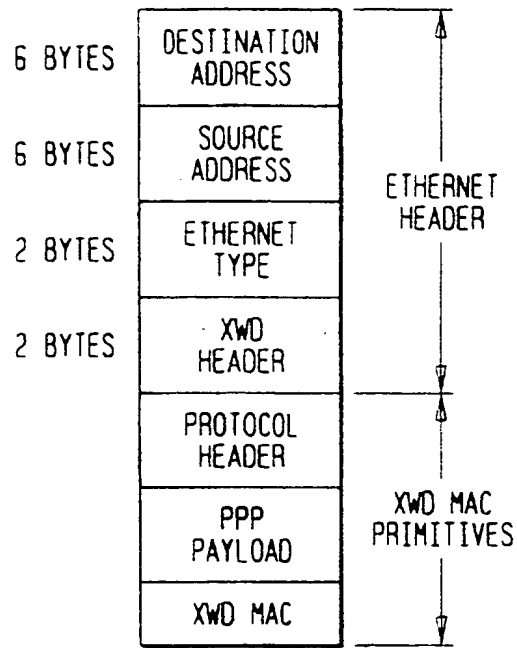 6 BYTES
DESTINATION
ADDRESS
6 BYTES
SOURCE
ADDRESS
2 BYTES
ETHERNET
TYPE
2 BYTES
XWD
HEADER
ETHERNET
HEADER
PROTOCOL
HEADER
PPP
PAYLOAD
XWD MAC
XWD MAC
PRIMITIVES